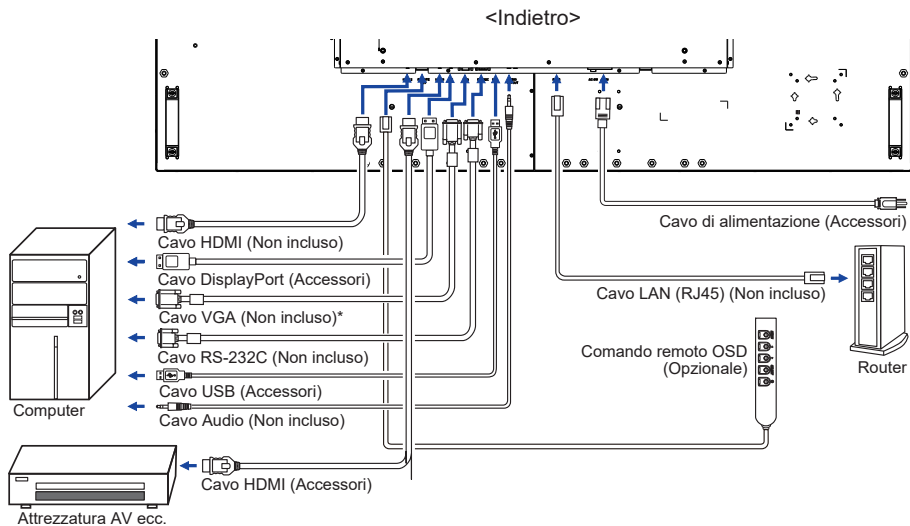 <Indietro>
Cavo di alimentazione (Accessori)
Cavo HDMI (Non incluso)
Cavo DisplayPort (Accessori)
Cavo LAN (RJ45) (Non incluso)
Cavo VGA (Non incluso)*
Cavo RS-232C (Non incluso)
Comando remoto OSD
(Opzionale)
Router
Cavo USB (Accessori)
Computer
Cavo Audio (Non incluso)
Cavo HDMI (Accessori)
Attrezzatura AV ecc.